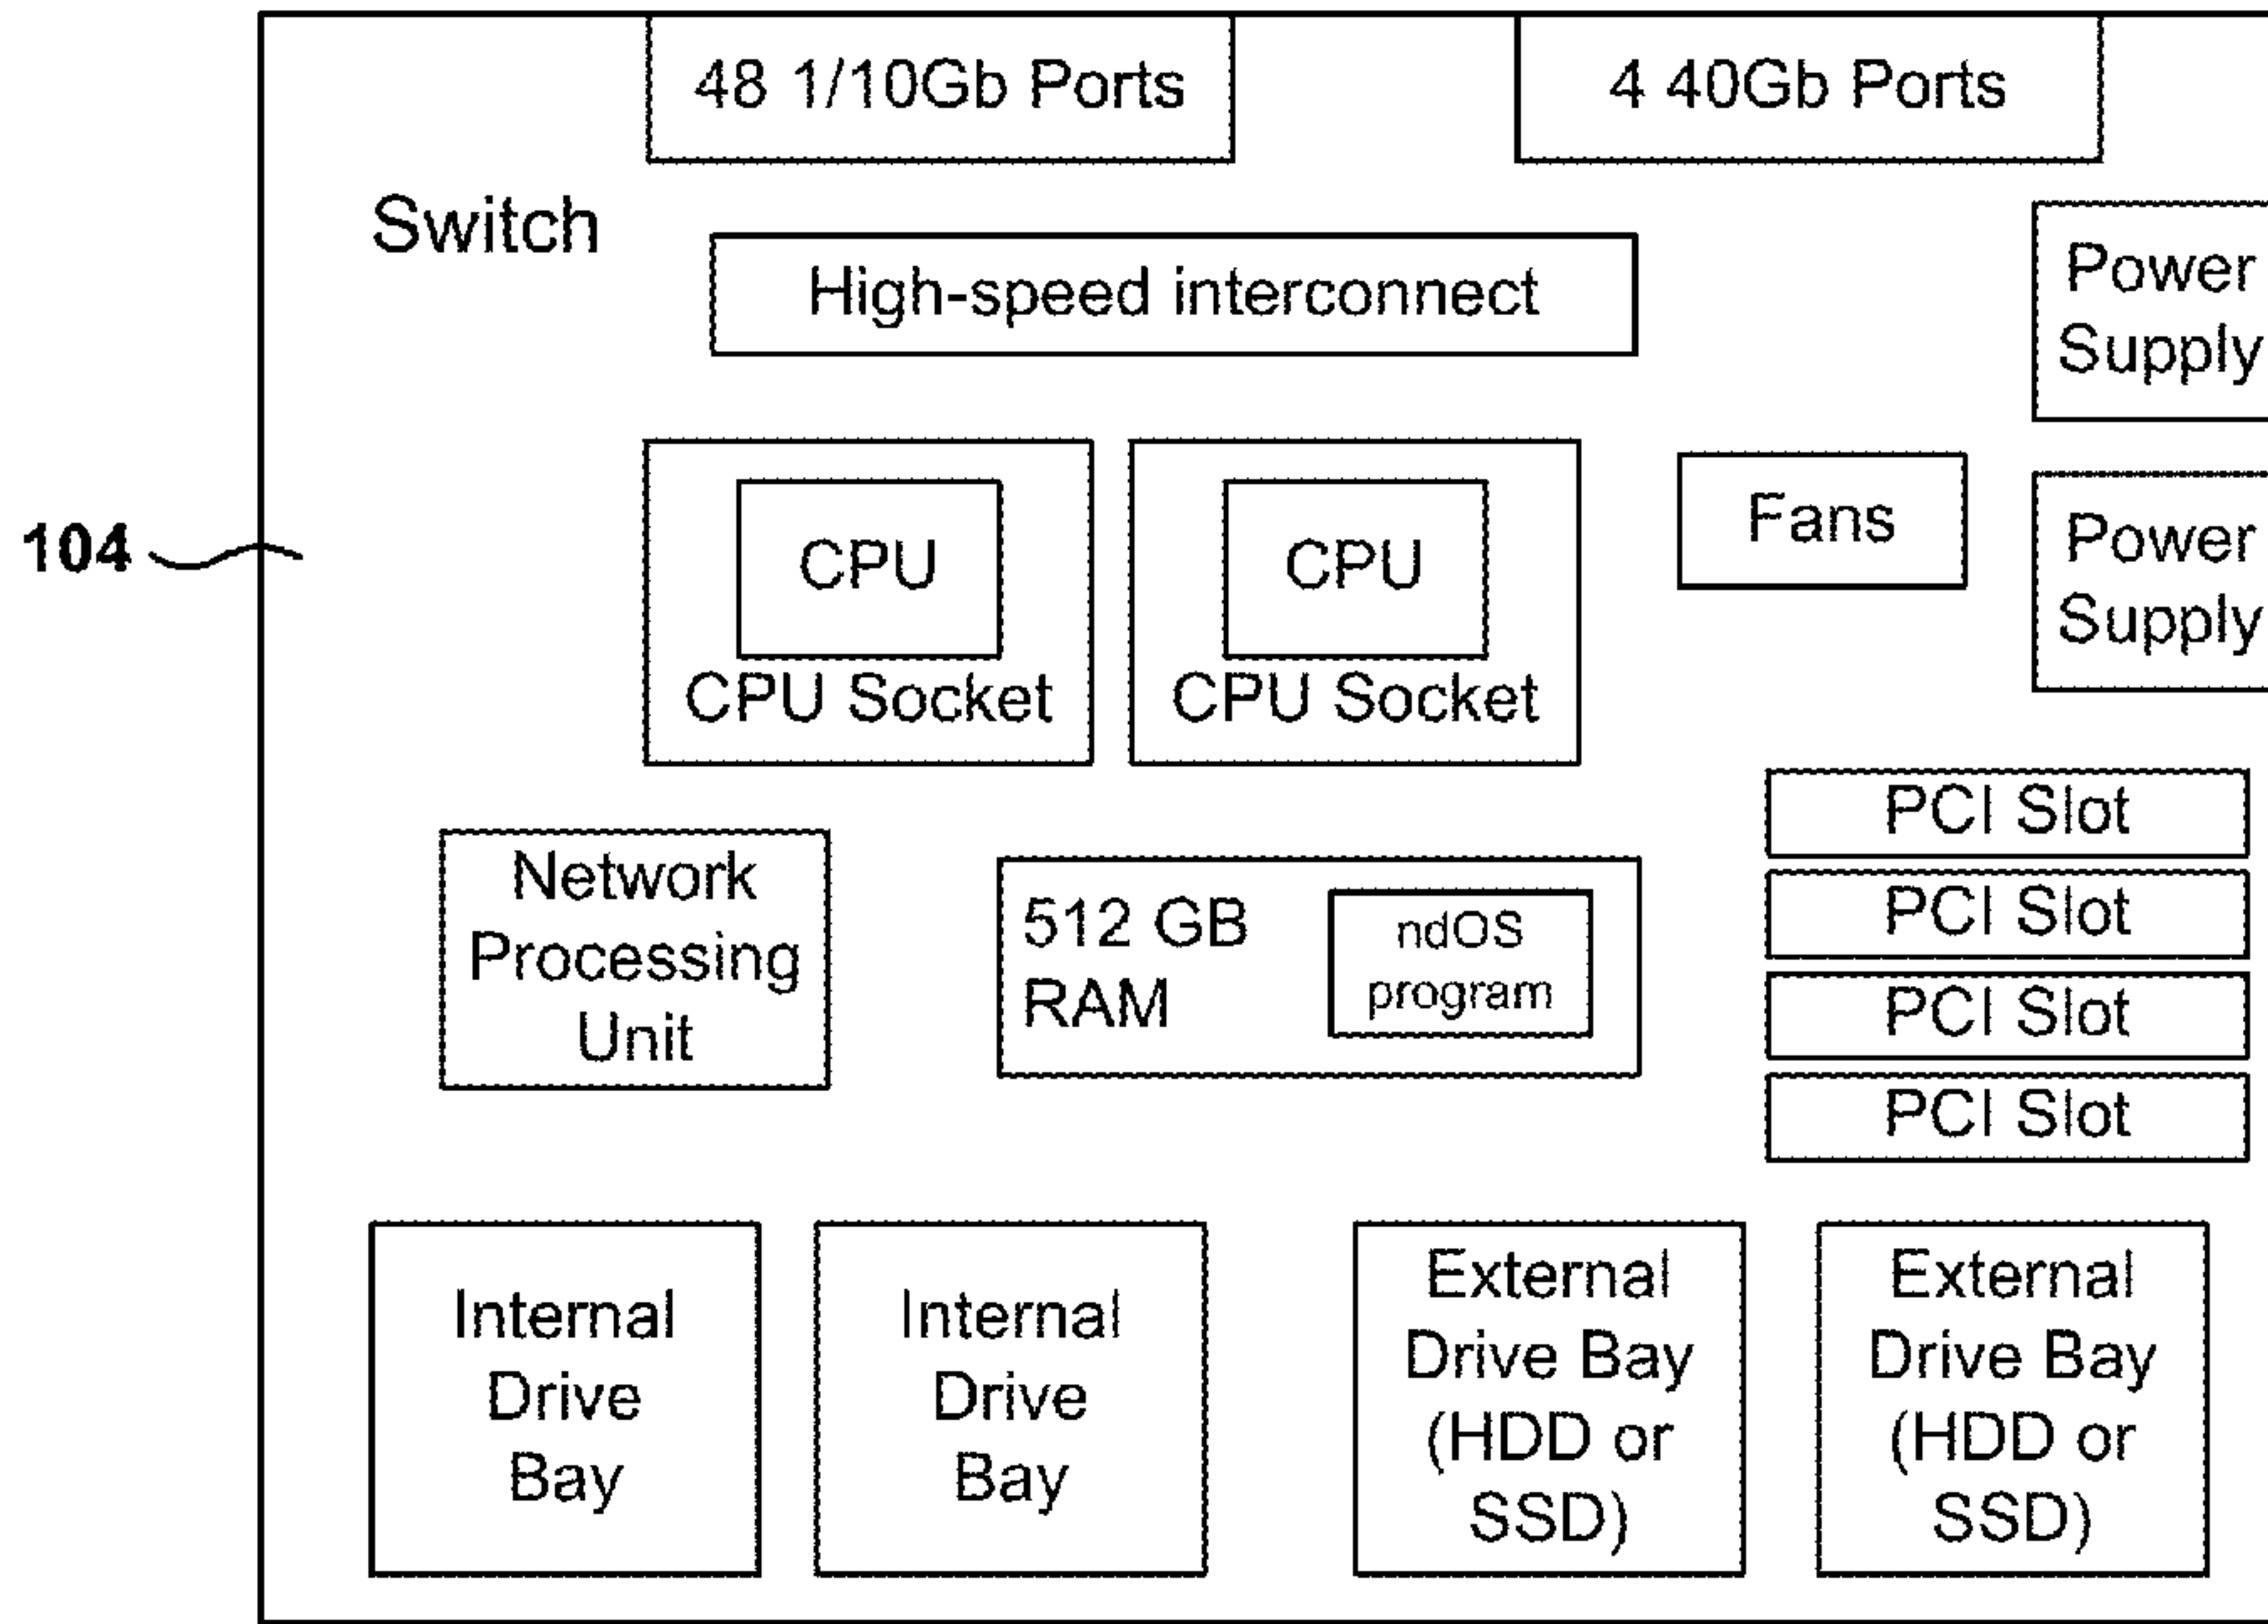 48 1/10Gb Ports
4 40Gb Ports
Switch
High-speed interconnect
Power
Supply
CPU
CPU Socket
CPU
CPU Socket
Fans
Power
Supply
104
Network
Processing
Unit
512 GB
RAM
ndOS
program
PCI Slot
PCI Slot
PCI Slot
PCI Slot
Internal
Drive
Bay
Internal
Drive
Bay
External
Drive Bay
(HDD or
SSD)
External
Drive Bay
(HDD or
SSD)